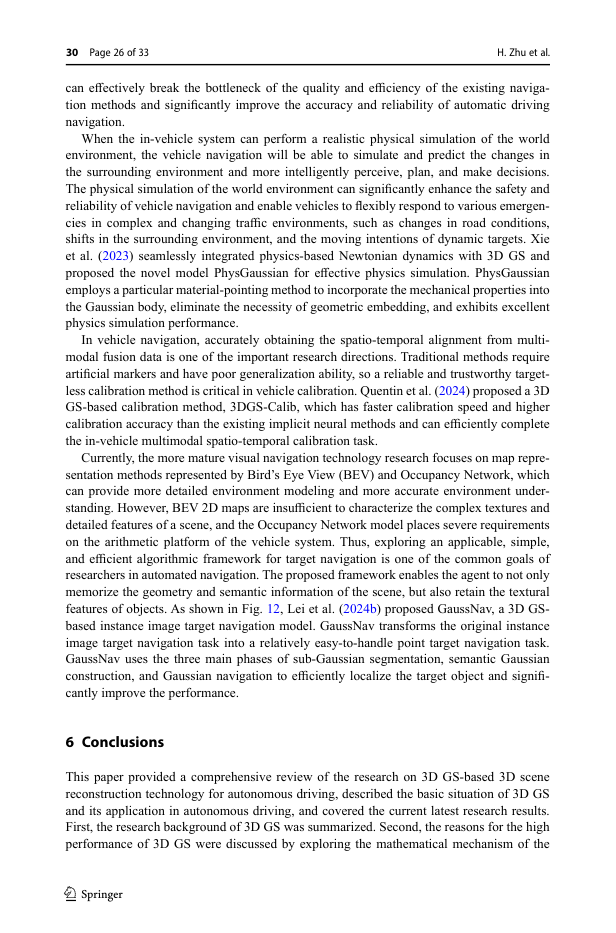 30 Page 26 of 33
H. Zhu et al.
can effectively break the bottleneck of the quality and efficiency of the existing naviga-
tion methods and significantly improve the accuracy and reliability of automatic driving
navigation.
When the in-vehicle system can perform a realistic physical simulation of the world
environment, the vehicle navigation will be able to simulate and predict the changes in
the surrounding environment and more intelligently perceive, plan, and make decisions.
The physical simulation of the world environment can significantly enhance the safety and
reliability of vehicle navigation and enable vehicles to flexibly respond to various emergen-
cies in complex and changing traffic environments, such as changes in road conditions,
shifts in the surrounding environment, and the moving intentions of dynamic targets. Xie
et al. (2023) seamlessly integrated physics-based Newtonian dynamics with 3D GS and
proposed the novel model PhysGaussian for effective physics simulation. PhysGaussian
employs a particular material-pointing method to incorporate the mechanical properties into
the Gaussian body, eliminate the necessity of geometric embedding, and exhibits excellent
physics simulation performance.
In vehicle navigation, accurately obtaining the spatio-temporal alignment from multi-
modal fusion data is one of the important research directions. Traditional methods require
artificial markers and have poor generalization ability, so a reliable and trustworthy target-
less calibration method is critical in vehicle calibration. Quentin et al. (2024) proposed a 3D
GS-based calibration method, 3DGS-Calib, which has faster calibration speed and higher
calibration accuracy than the existing implicit neural methods and can efficiently complete
the in-vehicle multimodal spatio-temporal calibration task.
Currently, the more mature visual navigation technology research focuses on map repre-
sentation methods represented by Bird's Eye View (BEV) and Occupancy Network, which
can provide more detailed environment modeling and more accurate environment under-
standing. However, BEV 2D maps are insufficient to characterize the complex textures and
detailed features of a scene, and the Occupancy Network model places severe requirements
on the arithmetic platform of the vehicle system. Thus, exploring an applicable, simple,
and efficient algorithmic framework for target navigation is one of the common goals of
researchers in automated navigation. The proposed framework enables the agent to not only
memorize the geometry and semantic information of the scene, but also retain the textural
features of objects. As shown in Fig. 12, Lei et al. (2024b) proposed GaussNav, a 3D GS-
based instance image target navigation model. GaussNav transforms the original instance
image target navigation task into a relatively easy-to-handle point target navigation task.
GaussNav uses the three main phases of sub-Gaussian segmentation, semantic Gaussian
construction, and Gaussian navigation to efficiently localize the target object and signifi-
cantly improve the performance.
6 Conclusions
This paper provided a comprehensive review of the research on 3D GS-based 3D scene
reconstruction technology for autonomous driving, described the basic situation of 3D GS
and its application in autonomous driving, and covered the current latest research results.
First, the research background of 3D GS was summarized. Second, the reasons for the high
performance of 3D GS were discussed by exploring the mathematical mechanism of the
Springer